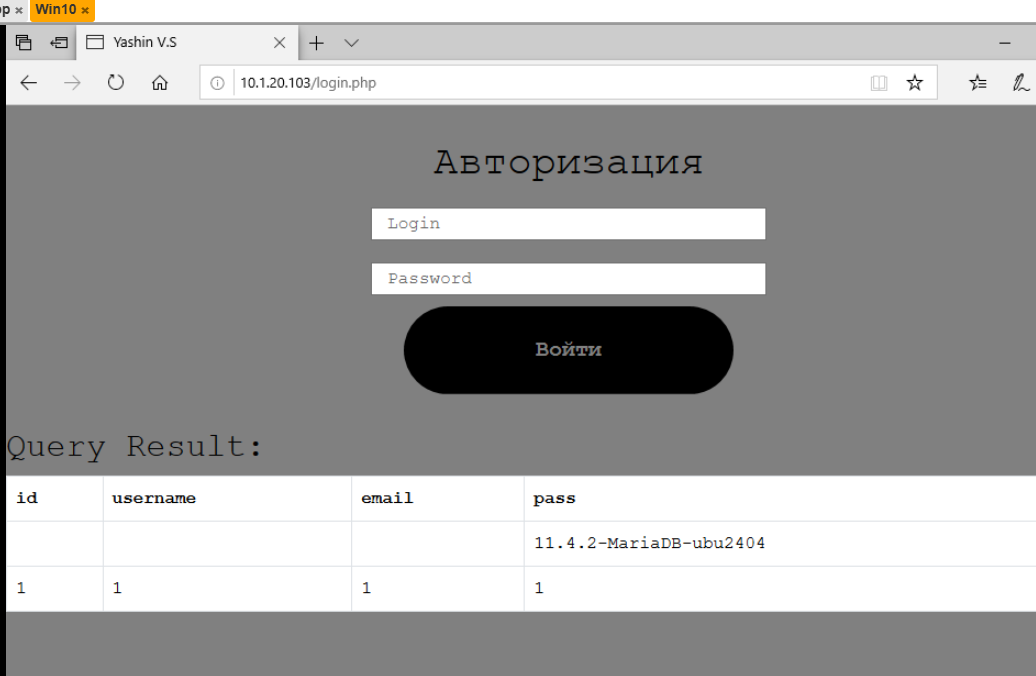 op × Win10 ×
Yashin V.S
10.1.20.103/login.php
Авторизация
Login
Password
Войти
Query Result:
id username email pass
11.4.2-MariaDB-ubu2404
1 1 1 1